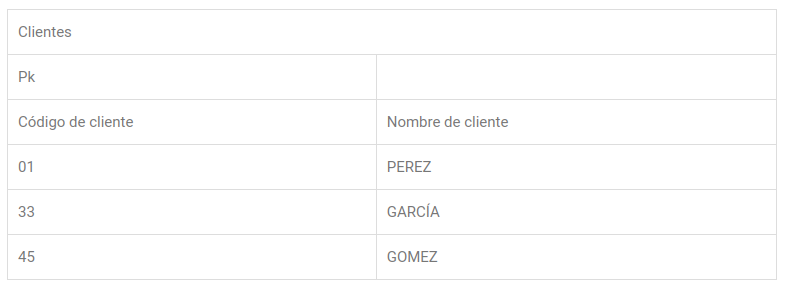 Clientes
Pk
Código de cliente Nombre de cliente
01 PEREZ
33 GARCÍA
45 GOMEZ